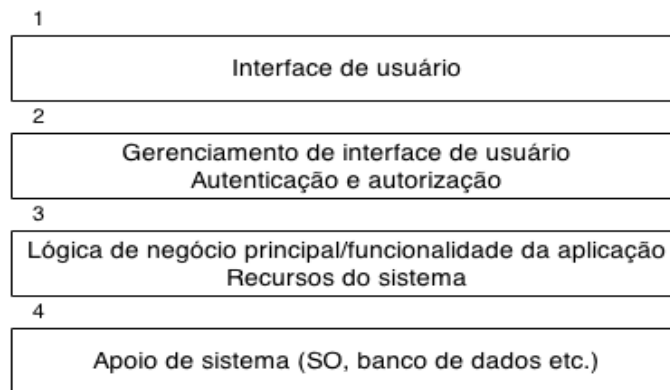 1
Interface de usuário
2
Gerenciamento de interface de usuário
Autenticação e autorização
3
Lógica de negócio principal/funcionalidade da aplicação
Recursos do sistema
4
Apoio de sistema (SO, banco de dados etc.)